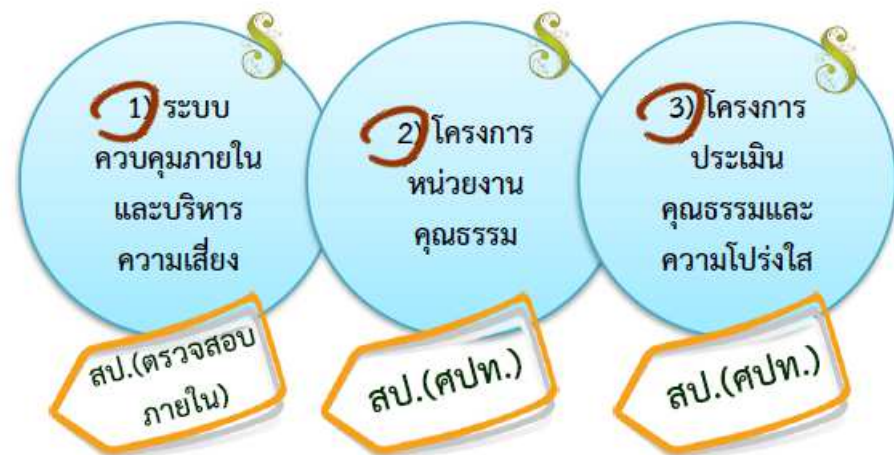 1) ระบบ
ควบคุมภายใน
และบริหาร
ความเสี่ยง
สป.(ตรวจสอบ
ภายใน)
2) โครงการ
หน่วยงาน
คุณธรรม
สป.(ศปท.)
3) โครงการ
ประเมิน
คุณธรรมและ
ความโปร่งใส
สป.(ศปท.)